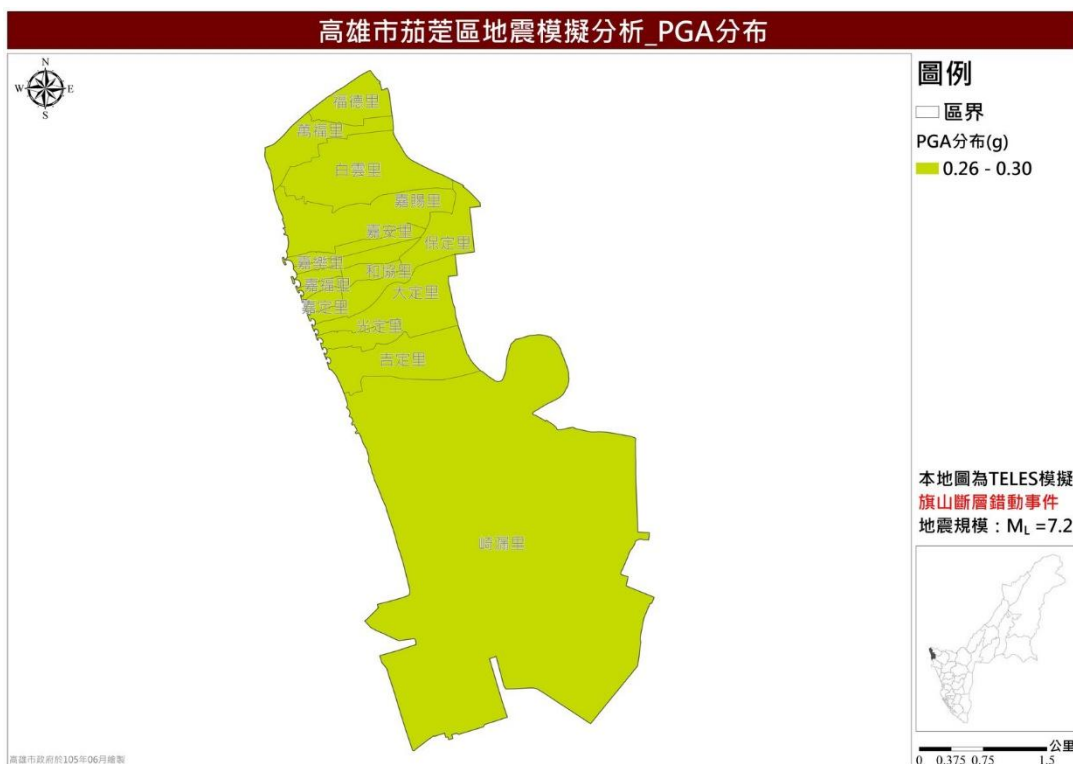 高雄市茄萣區地震模擬分析_PGA分布
N
W E
S
圖例
區界
PGA分布(g)
0.26 - 0.30
福德里
萬福里
白雲里
嘉賜里
嘉安里
保定里
嘉樂里
和協里
嘉福里
大定里
嘉定里
光定里
吉定里
崎漏里
本地圖為TELES模擬
旗山斷層錯動事件
地震規模：ML =7.2
公里
0 0.375 0.75 1.5
高雄市政府於105年06月繪製